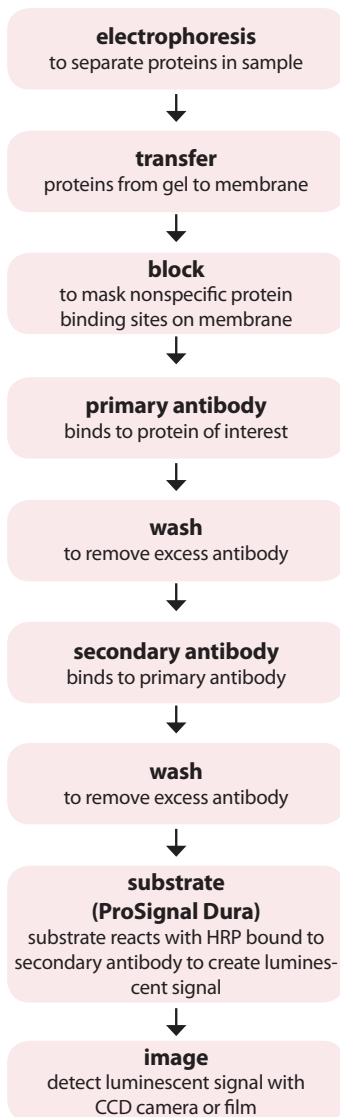 electrophoresis
to separate proteins in sample
transfer
proteins from gel to membrane
block
to mask nonspecific protein
binding sites on membrane
primary antibody
binds to protein of interest
wash
to remove excess antibody
secondary antibody
binds to primary antibody
wash
to remove excess antibody
substrate
(ProSignal Dura)
substrate reacts with HRP bound to
secondary antibody to create lumines-
cent signal
image
detect luminescent signal with
CCD camera or film